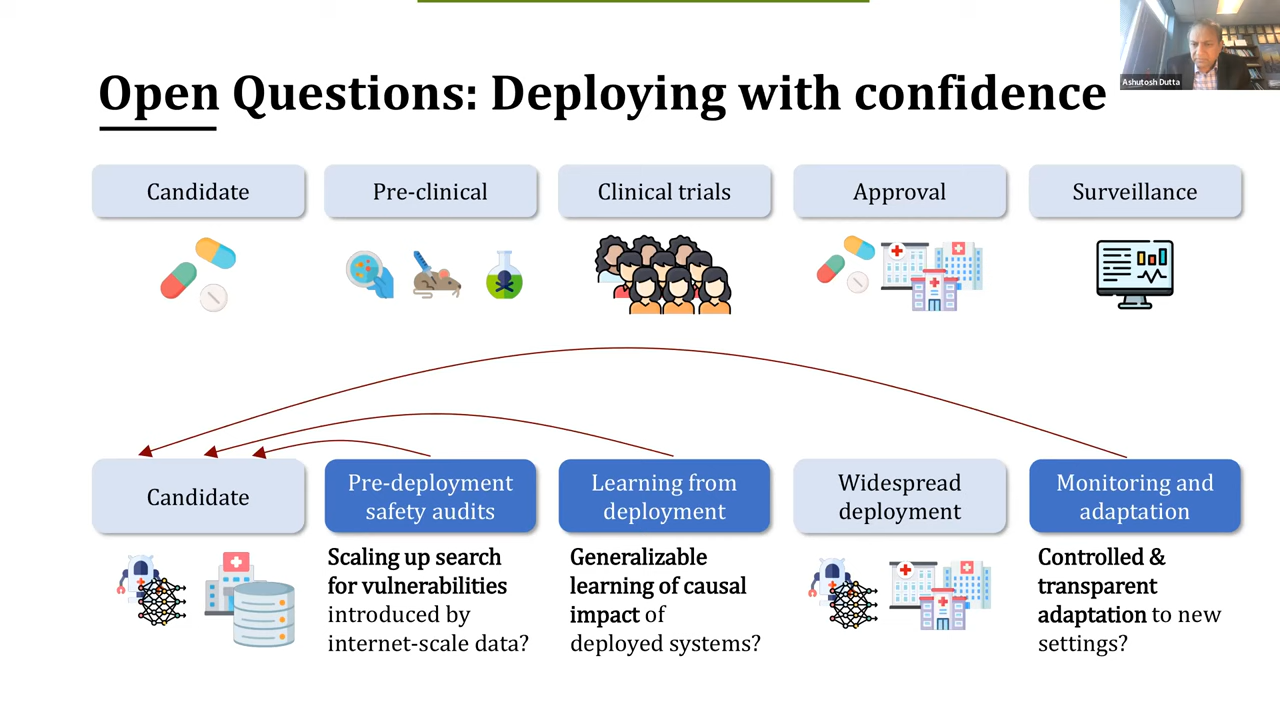 Ashutosh Dutta
Open Questions: Deploying with confidence
Candidate
Pre-clinical
Clinical trials
Approval
Surveillance
Candidate
Pre-deployment
safety audits
Learning from
deployment
Widespread
deployment
Monitoring and
adaptation
Scaling up search
for vulnerabilities
introduced by
internet-scale data?
Generalizable
learning of causal
impact of
deployed systems?
Controlled &
transparent
adaptation to new
settings?